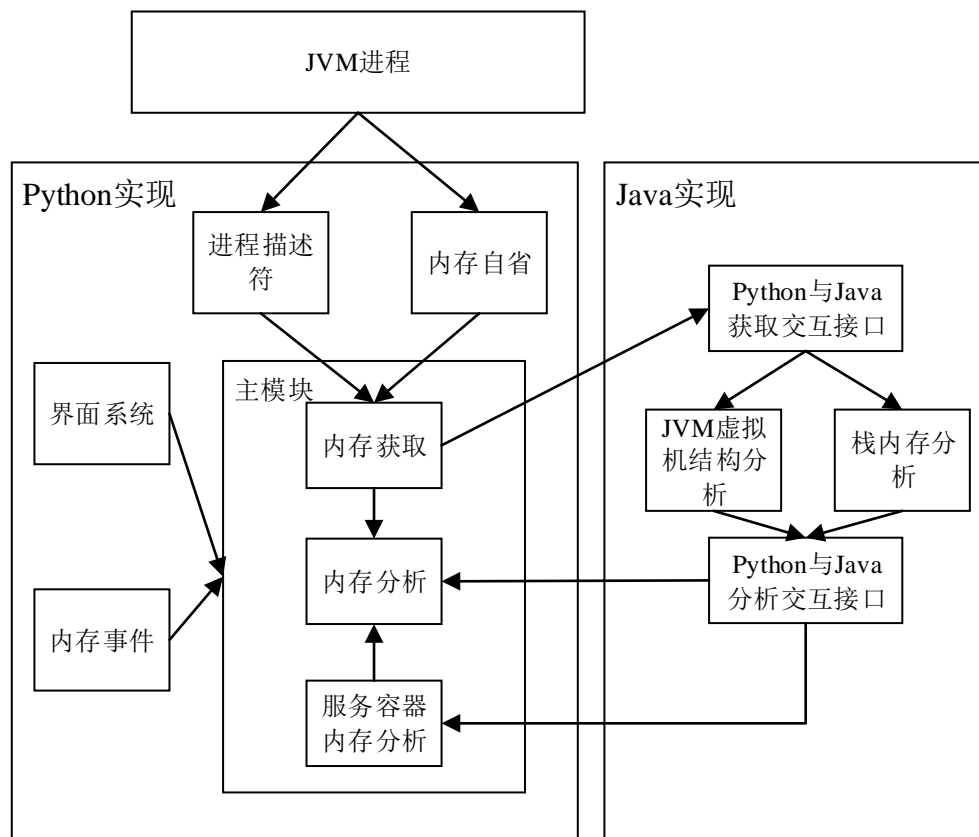 JVM进程
Python实现
进程描述
符
内存自省
界面系统
内存事件
主模块
内存获取
内存分析
服务容器
内存分析
Java实现
Python与Java
获取交互接口
JVM虚拟
机结构分
析
栈内存分
析
Python与Java
分析交互接口